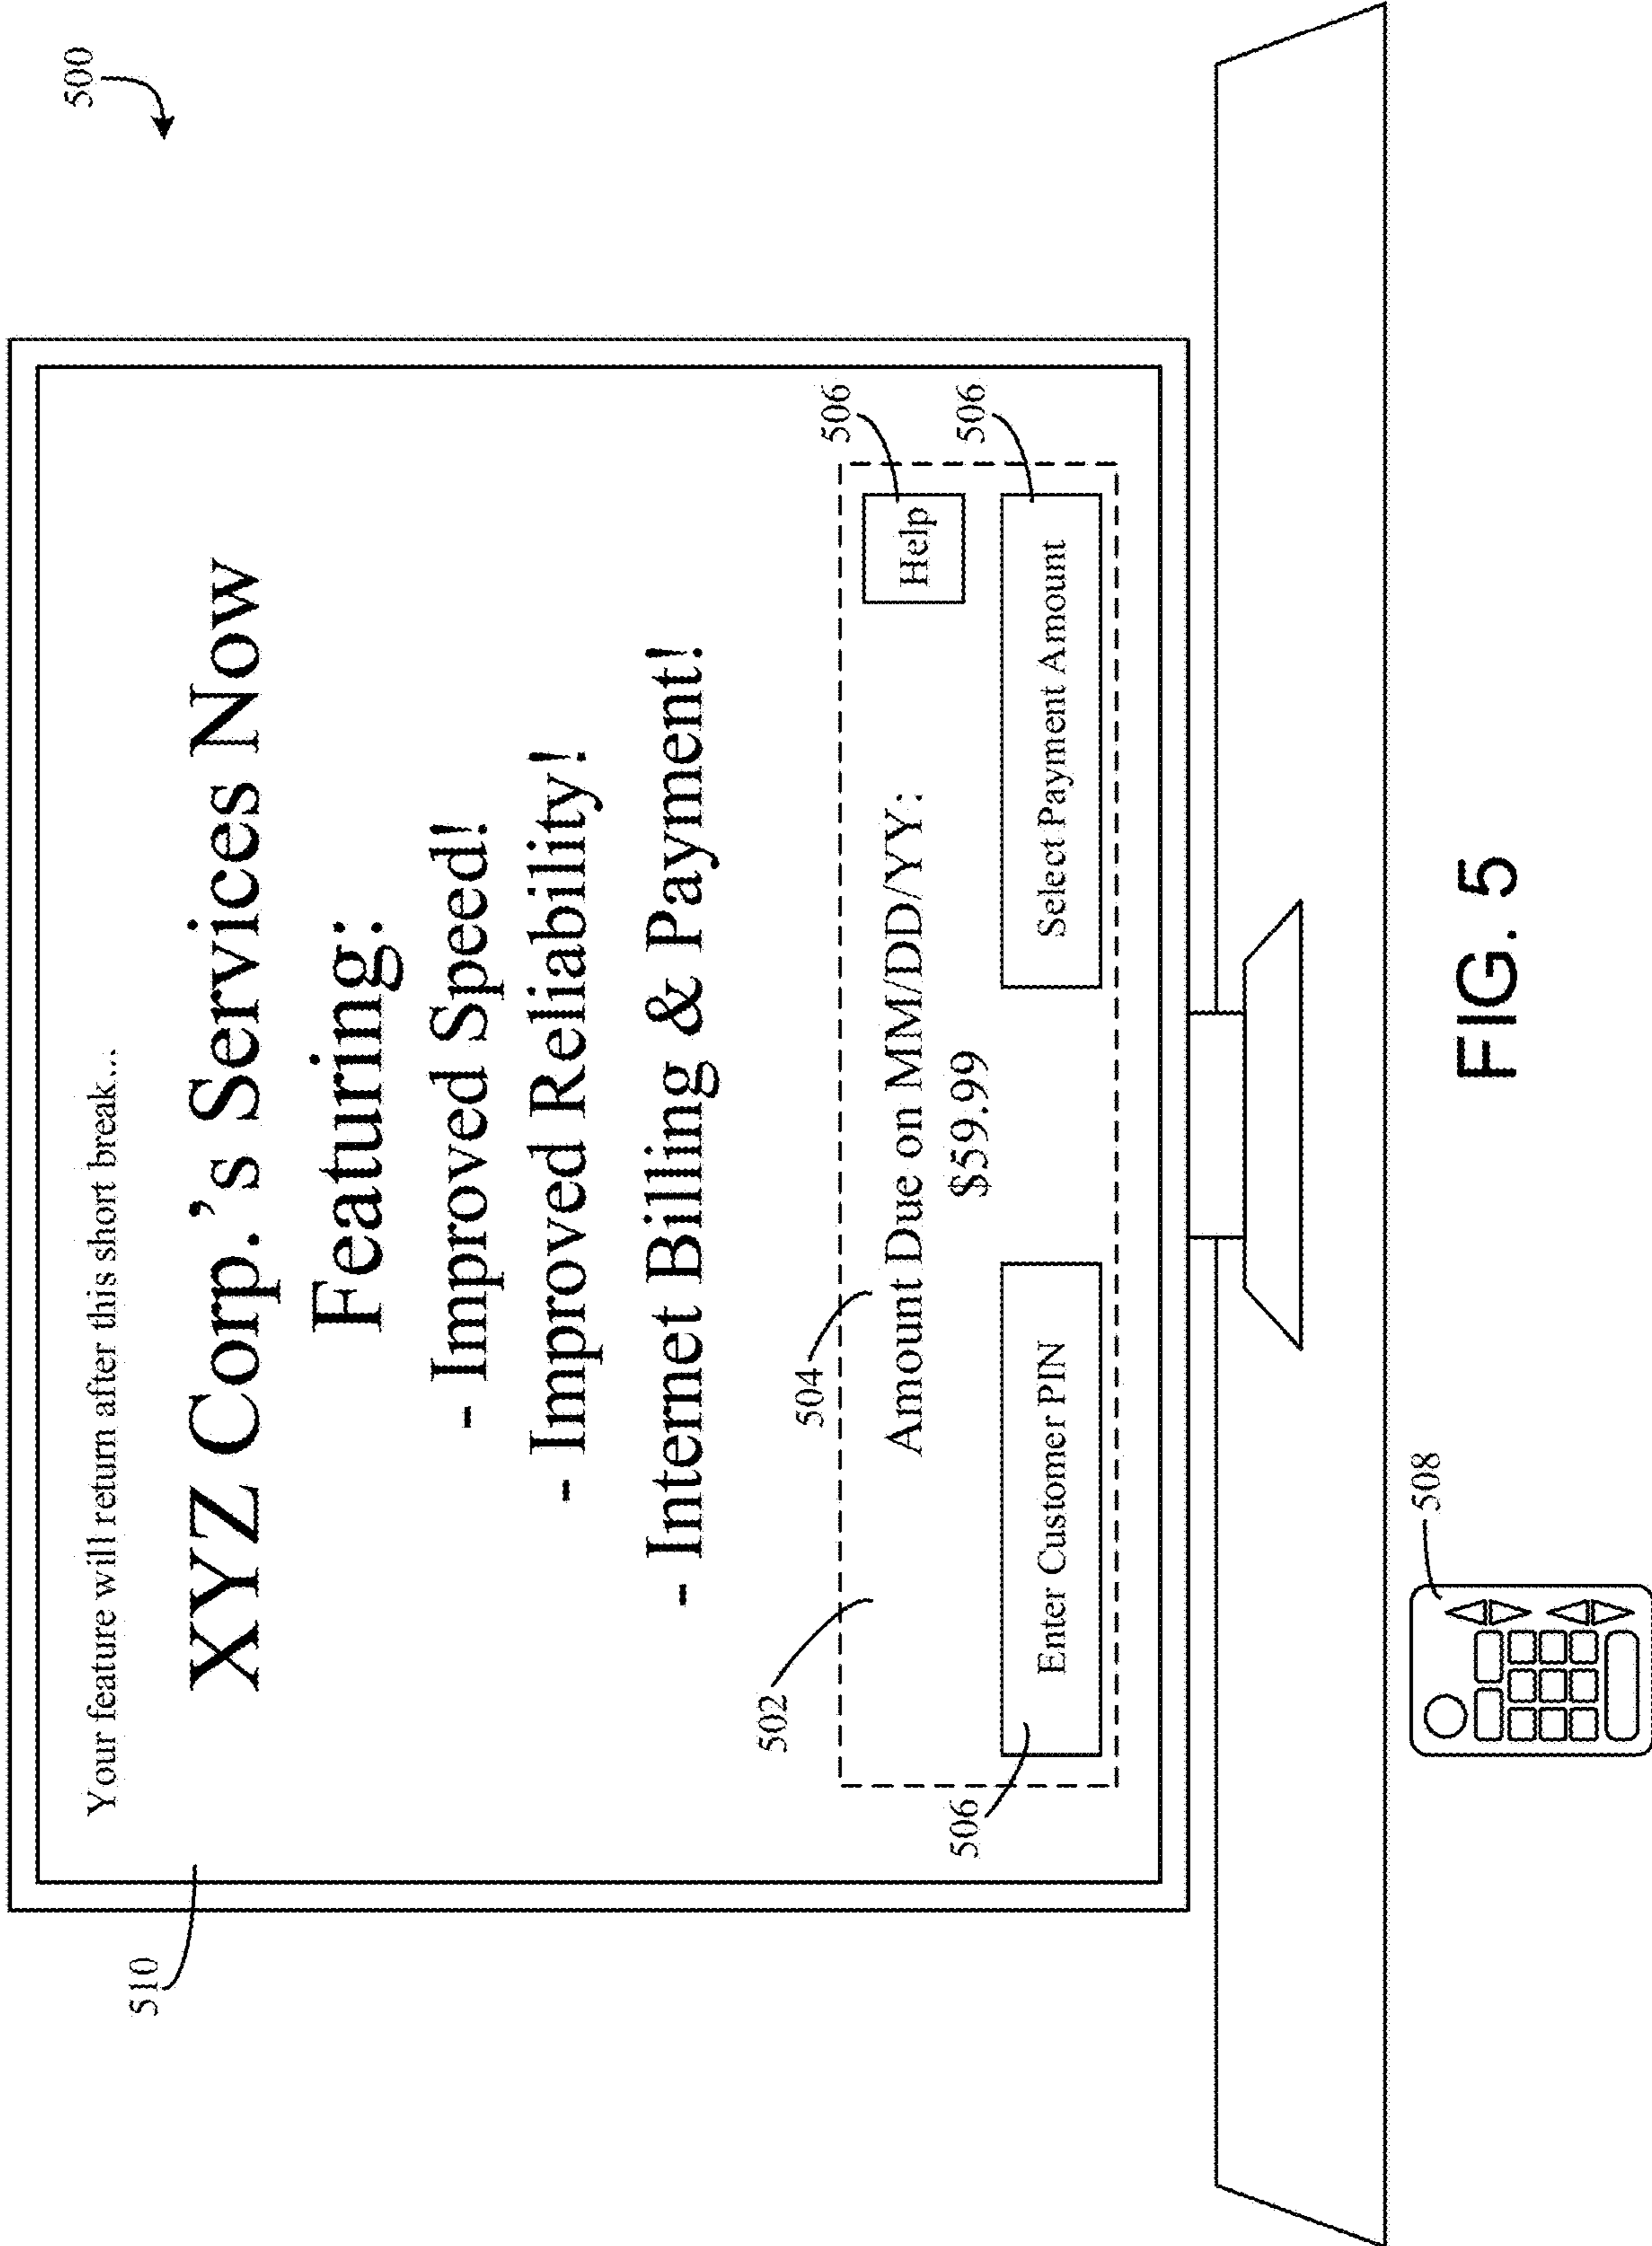 500
510
Your feature will return after this short break...
XYZ Corp.'s Services Now
Featuring:
- Improved Speed!
- Improved Reliability!
- Internet Billing & Payment!
502
504
506
Amount Due on MM/DD/YY:
$59.99
Help
506
506
Enter Customer PIN
Select Payment Amount
508
FIG. 5